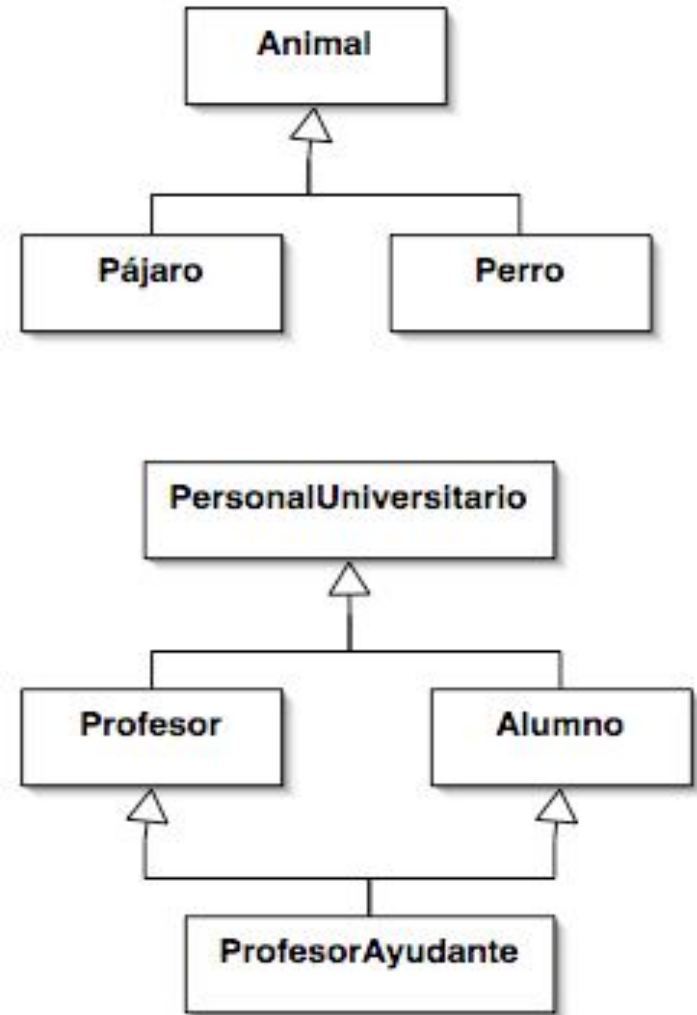 Animal
Pájaro
Perro
PersonalUniversitario
Profesor
Alumno
ProfesorAyudante